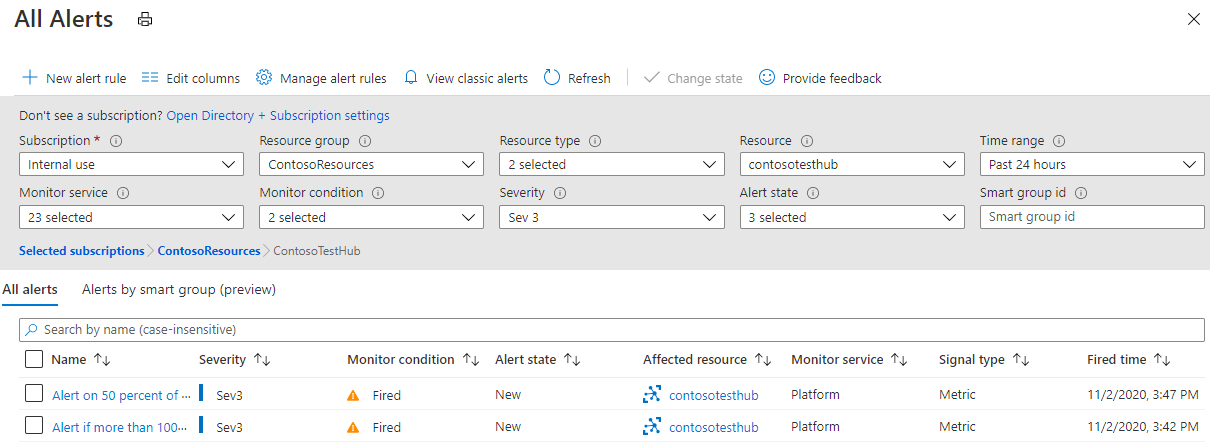 All Alerts
New alert rule Edit columns Manage alert rules View classic alerts Refresh Change state Provide feedback
Don't see a subscription? Open Directory + Subscription settings
Subscription * Resource group Resource type Resource Time range
Internal use ContosoResources 2 selected contosotesthub Past 24 hours
Monitor service Monitor condition Severity Alert state Smart group id
23 selected 2 selected Sev 3 3 selected Smart group id
Selected subscriptions ContosoResources ContosoTestHub
All alerts Alerts by smart group (preview)
Search by name (case-insensitive)
Name Severity Monitor condition Alert state Affected resource Monitor service Signal type Fired time
Alert on 50 percent of ... Sev3 Fired New contosotesthub Platform Metric 11/2/2020, 3:47 PM
Alert if more than 100... Sev3 Fired New contosotesthub Platform Metric 11/2/2020, 3:42 PM